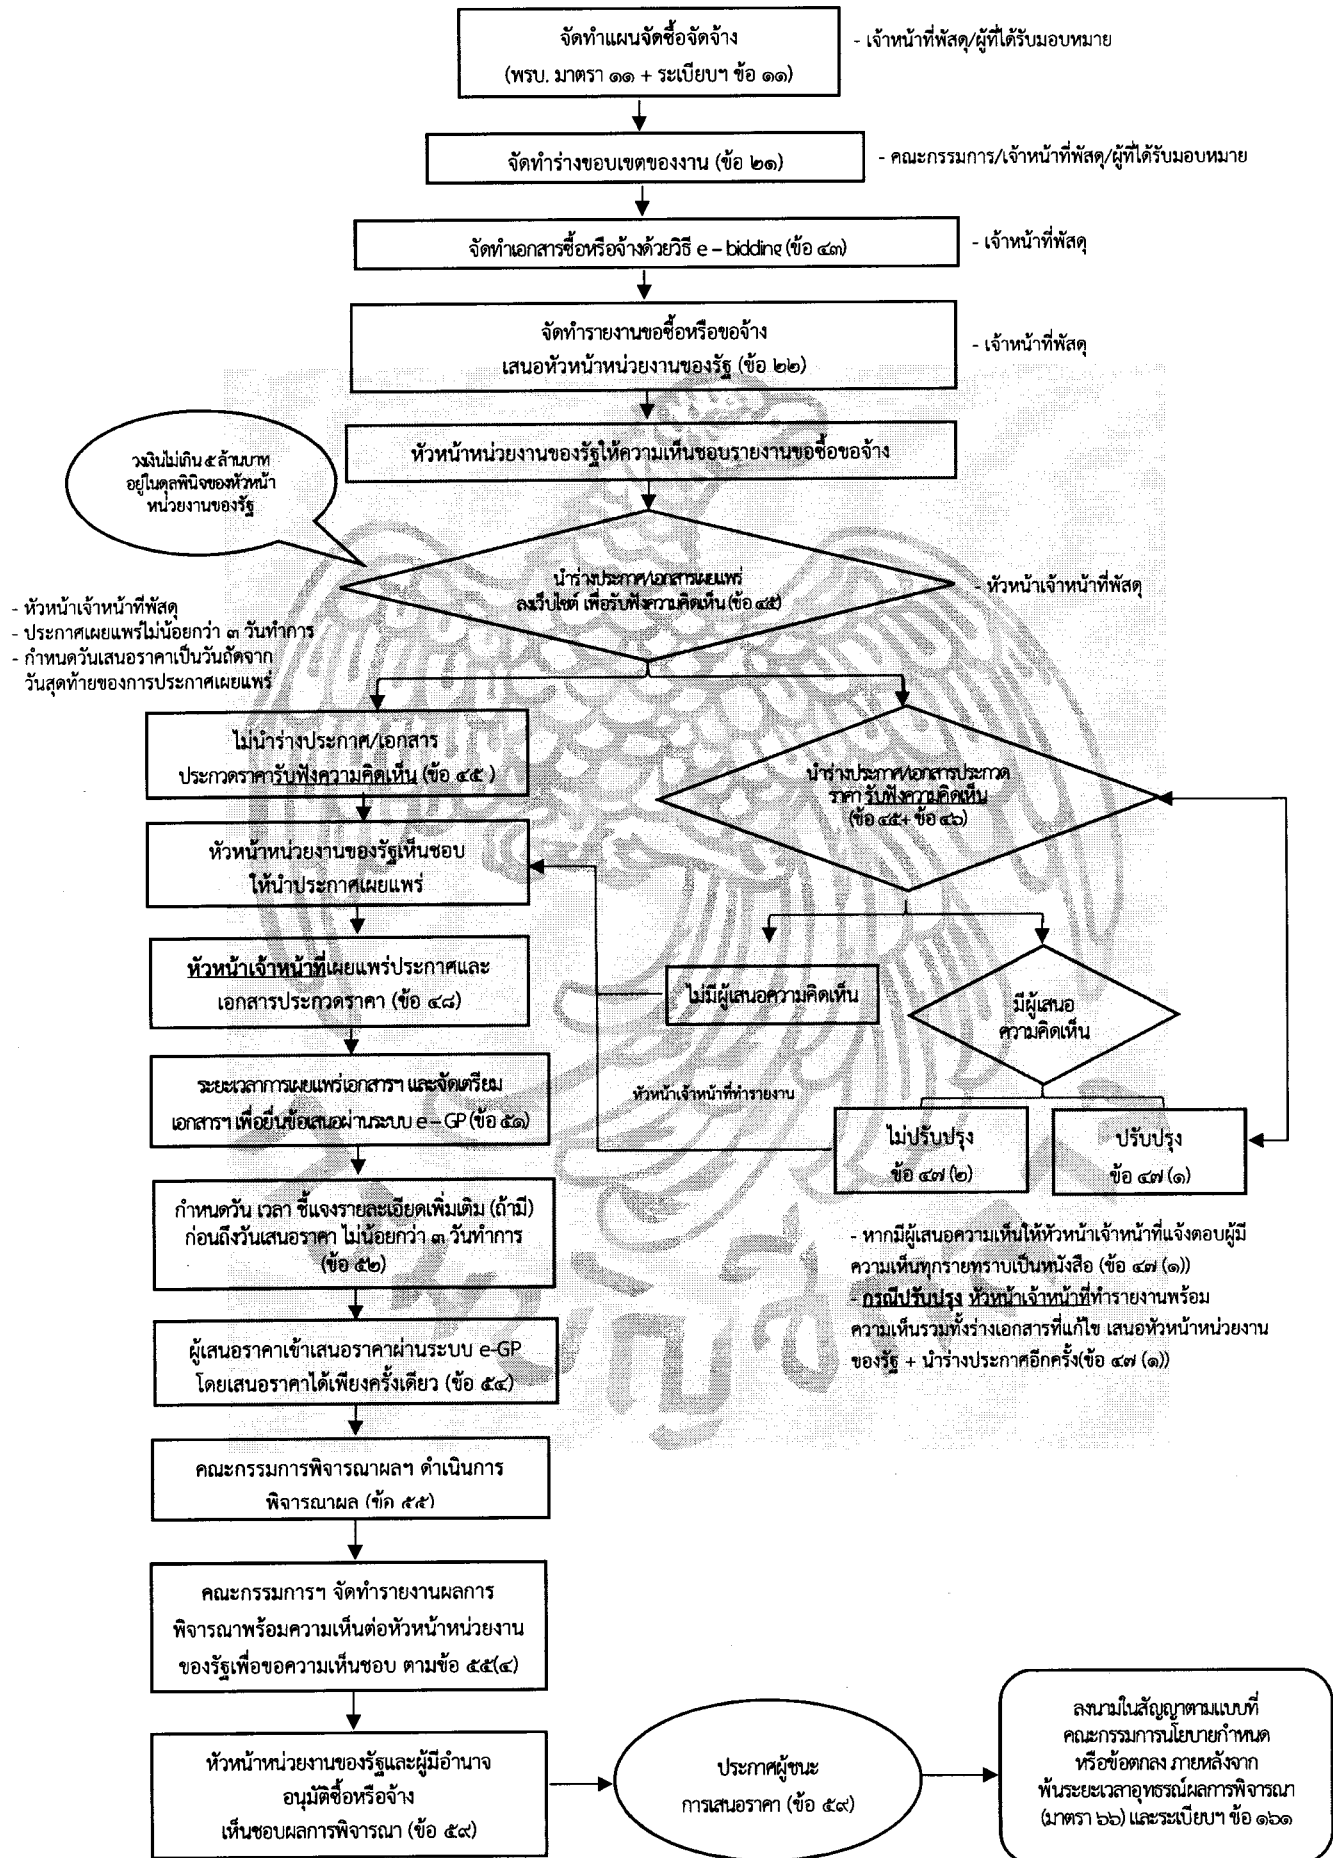 จัดทำแผนจัดซื้อจัดจ้าง
(พรบ. มาตรา ๑๑ + ระเบียบฯ ข้อ ๑๑)
- เจ้าหน้าที่พัสดุ/ผู้ที่ได้รับมอบหมาย
จัดทำร่างขอบเขตของงาน (ข้อ ๒๑)
- คณะกรรมการ/เจ้าหน้าที่พัสดุ/ผู้ที่ได้รับมอบหมาย
จัดทำเอกสารซื้อหรือจ้างด้วยวิธี e – bidding (ข้อ ๔๓)
- เจ้าหน้าที่พัสดุ
จัดทำรายงานขอซื้อหรือขอจ้าง
เสนอหัวหน้าหน่วยงานของรัฐ (ข้อ ๒๒)
- เจ้าหน้าที่พัสดุ
หัวหน้าหน่วยงานของรัฐให้ความเห็นชอบรายงานขอซื้อขอจ้าง
วงเงินไม่เกิน ๕ ล้านบาท
อยู่ในดุลพินิจของหัวหน้า
หน่วยงานของรัฐ
นำร่างประกาศ/เอกสารเผยแพร่
ลงเว็บไซต์ เพื่อรับฟังความคิดเห็น (ข้อ ๔๕)
- หัวหน้าเจ้าหน้าที่พัสดุ
- หัวหน้าเจ้าหน้าที่พัสดุ
- ประกาศเผยแพร่ไม่น้อยกว่า ๓ วันทำการ
- กำหนดวันเสนอราคาเป็นวันถัดจาก
วันสุดท้ายของการประกาศเผยแพร่
ไม่นำร่างประกาศ/เอกสาร
ประกวดราคารับฟังความคิดเห็น (ข้อ ๔๕ )
นำร่างประกาศ/เอกสารประกวด
ราคา รับฟังความคิดเห็น
(ข้อ ๔๕+ ข้อ ๔๖)
หัวหน้าหน่วยงานของรัฐเห็นชอบ
ให้นำประกาศเผยแพร่
หัวหน้าเจ้าหน้าที่เผยแพร่ประกาศและ
เอกสารประกวดราคา (ข้อ ๔๘)
ไม่มีผู้เสนอความคิดเห็น
มีผู้เสนอ
ความคิดเห็น
ระยะเวลาการเผยแพร่เอกสารฯ และจัดเตรียม
เอกสารฯ เพื่อยื่นข้อเสนอผ่านระบบ e – GP (ข้อ ๕๑)
หัวหน้าเจ้าหน้าที่ทำรายงาน
ไม่ปรับปรุง
ข้อ ๔๗ (๒)
ปรับปรุง
ข้อ ๔๗ (๑)
กำหนดวัน เวลา ชี้แจงรายละเอียดเพิ่มเติม (ถ้ามี)
ก่อนถึงวันเสนอราคา ไม่น้อยกว่า ๓ วันทำการ
(ข้อ ๕๒)
- หากมีผู้เสนอความเห็นให้หัวหน้าเจ้าหน้าที่แจ้งตอบผู้มี
ความเห็นทุกรายทราบเป็นหนังสือ (ข้อ ๔๗ (๑))
- กรณีปรับปรุง หัวหน้าเจ้าหน้าที่ทำรายงานพร้อม
ความเห็นรวมทั้งร่างเอกสารที่แก้ไข เสนอหัวหน้าหน่วยงาน
ของรัฐ + นำร่างประกาศอีกครั้ง(ข้อ ๔๗ (๑))
ผู้เสนอราคาเข้าเสนอราคาผ่านระบบ e-GP
โดยเสนอราคาได้เพียงครั้งเดียว (ข้อ ๕๔)
คณะกรรมการพิจารณาผลฯ ดำเนินการ
พิจารณาผล (ข้อ ๕๕)
คณะกรรมการฯ จัดทำรายงานผลการ
พิจารณาพร้อมความเห็นต่อหัวหน้าหน่วยงาน
ของรัฐเพื่อขอความเห็นชอบ ตามข้อ ๕๕(๔)
หัวหน้าหน่วยงานของรัฐและผู้มีอำนาจ
อนุมัติซื้อหรือจ้าง
เห็นชอบผลการพิจารณา (ข้อ ๕๙)
ประกาศผู้ชนะ
การเสนอราคา (ข้อ ๕๙)
ลงนามในสัญญาตามแบบที่
คณะกรรมการนโยบายกำหนด
หรือข้อตกลง ภายหลังจาก
พ้นระยะเวลาอุทธรณ์ผลการพิจารณา
(มาตรา ๖๖) และระเบียบฯ ข้อ ๑๖๑